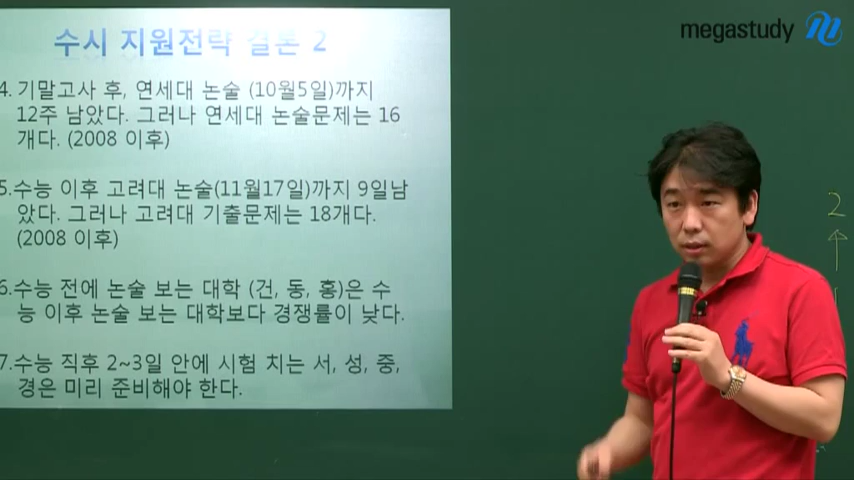 megastudy
수시 지원전략 결론 2
4. 기말고사 후, 연세대 논술 (10월5일)까지
12주 남았다. 그러나 연세대 논술문제는 16
개다. (2008 이후)
5.수능 이후 고려대 논술(11월17일)까지 9일남
았다. 그러나 고려대 기출문제는 18개다.
(2008 이후)
6.수능 전에 논술 보는 대학 (건, 동, 홍)은 수
능 이후 논술 보는 대학보다 경쟁률이 낮다.
7.수능 직후 2~3일 안에 시험 치는 서, 성, 중,
경은 미리 준비해야 한다.
2
수